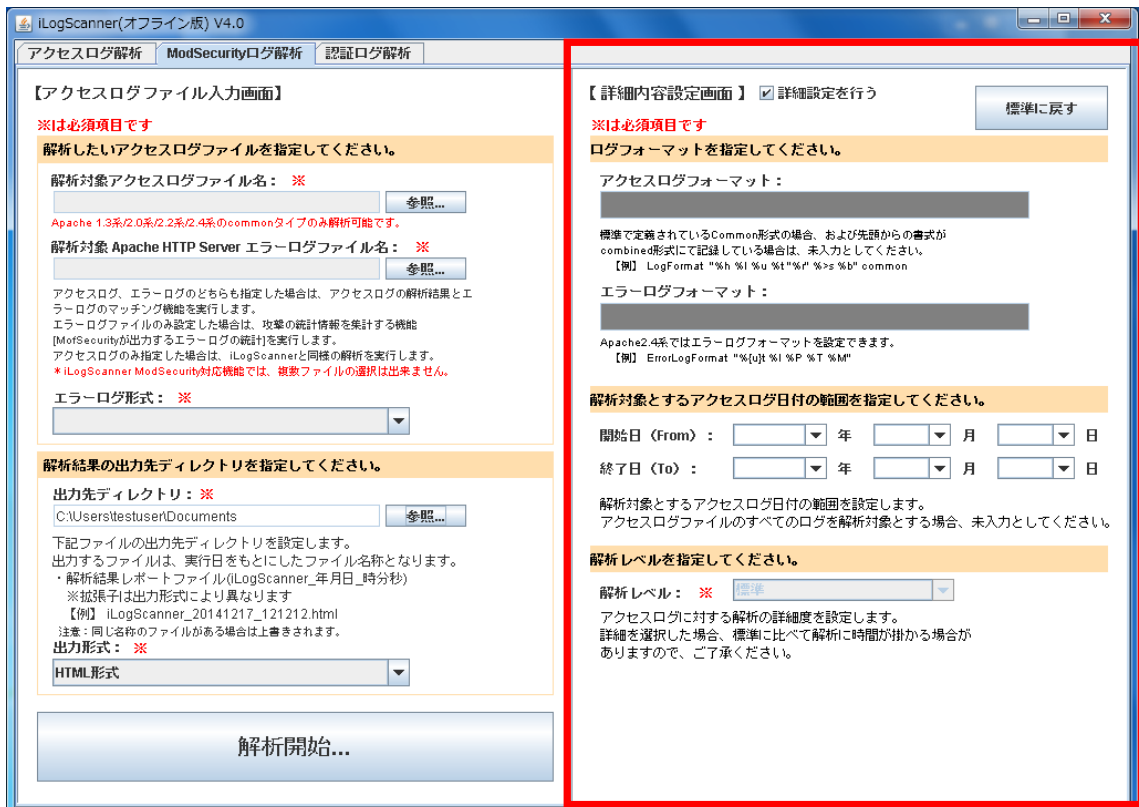 iLogScanner(オフライン版) V4.0
アクセスログ解析 ModSecurityログ解析 認証ログ解析
【アクセスログファイル入力画面】
※は必須項目です
解析したいアクセスログファイルを指定してください。
解析対象アクセスログファイル名： ※
参照...
Apache 1.3系/2.0系/2.2系/2.4系のcommonタイプのみ解析可能です。
解析対象 Apache HTTP Server エラーログファイル名： ※
参照...
アクセスログ、エラーログのどちらも指定した場合は、アクセスログの解析結果とエ
ラーログのマッチング機能を実行します。
エラーログファイルのみ設定した場合は、攻撃の統計情報を集計する機能
[MofSecurityが出力するエラーログの統計]を実行します。
アクセスログのみ指定した場合は、iLogScannerと同様の解析を実行します。
＊iLogScanner ModSecurity対応機能では、複数ファイルの選択は出来ません。
エラーログ形式： ※
解析結果の出力先ディレクトリを指定してください。
出力先ディレクトリ：※
C:\Users\testuser\Documents 参照...
下記ファイルの出力先ディレクトリを設定します。
出力するファイルは、実行日をもとにしたファイル名称となります。
・解析結果レポートファイル(iLogScanner_年月日_時分秒)
※拡張子は出力形式により異なります
【例】 iLogScanner_20141217_121212.html
注意：同じ名称のファイルがある場合は上書きされます。
出力形式： ※
HTML形式
解析開始...
【 詳細内容設定画面 】 詳細設定を行う
標準に戻す
※は必須項目です
ログフォーマットを指定してください。
アクセスログフォーマット：
標準で定義されているCommon形式の場合、および先頭からの書式が
combined形式にて記録している場合は、未入力としてください。
【例】 LogFormat "%h %l %u %t "%r" %>s %b" common
エラーログフォーマット：
Apache2.4系ではエラーログフォーマットを設定できます。
【例】 ErrorLogFormat "%[u]t %l %P %T %M"
解析対象とするアクセスログ日付の範囲を指定してください。
開始日（From）： 年 月 日
終了日（To）： 年 月 日
解析対象とするアクセスログ日付の範囲を設定します。
アクセスログファイルのすべてのログを解析対象とする場合、未入力としてください。
解析レベルを指定してください。
解析レベル： ※ 標準
アクセスログに対する解析の詳細度を設定します。
詳細を選択した場合、標準に比べて解析に時間が掛かる場合が
ありますので、ご了承ください。